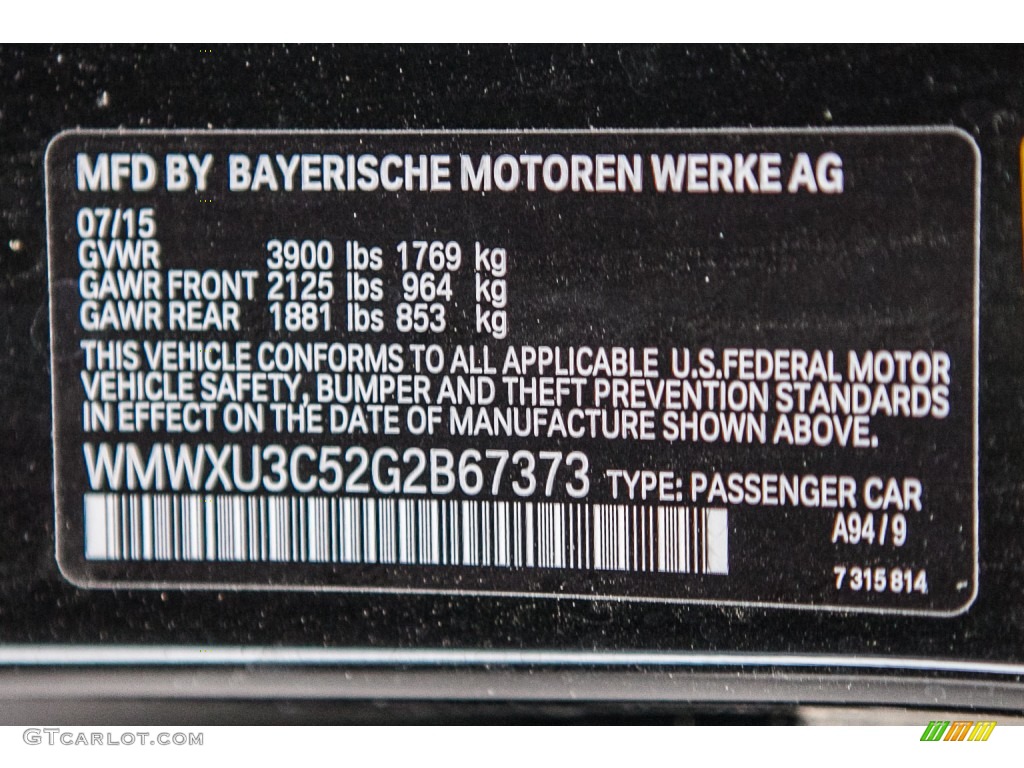 MFD BY BAYERISCHE MOTOREN WERKE AG
07/15
GVWR 3900 lbs 1769 kg
GAWR FRONT 2125 lbs 964 kg
GAWR REAR 1881 lbs 853 kg
THIS VEHICLE CONFORMS TO ALL APPLICABLE U.S.FEDERAL MOTOR
VEHICLE SAFETY, BUMPER AND THEFT PREVENTION STANDARDS
IN EFFECT ON THE DATE OF MANUFACTURE SHOWN ABOVE.
WMWXU3C52G2B67373 TYPE: PASSENGER CAR
A94/9
7 315 814
GTCarLot.com